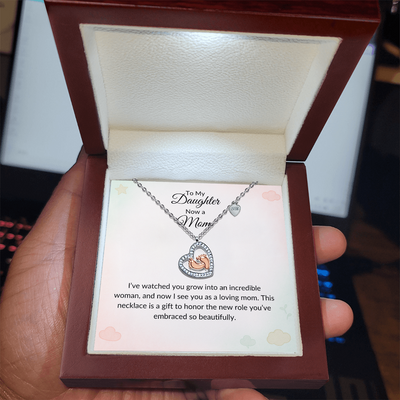 To My
Daughter
Now a
Mom
I've watched you grow into an incredible
woman, and now I see you as a loving mom. This
necklace is a gift to honor the new role you've
embraced so beautifully.